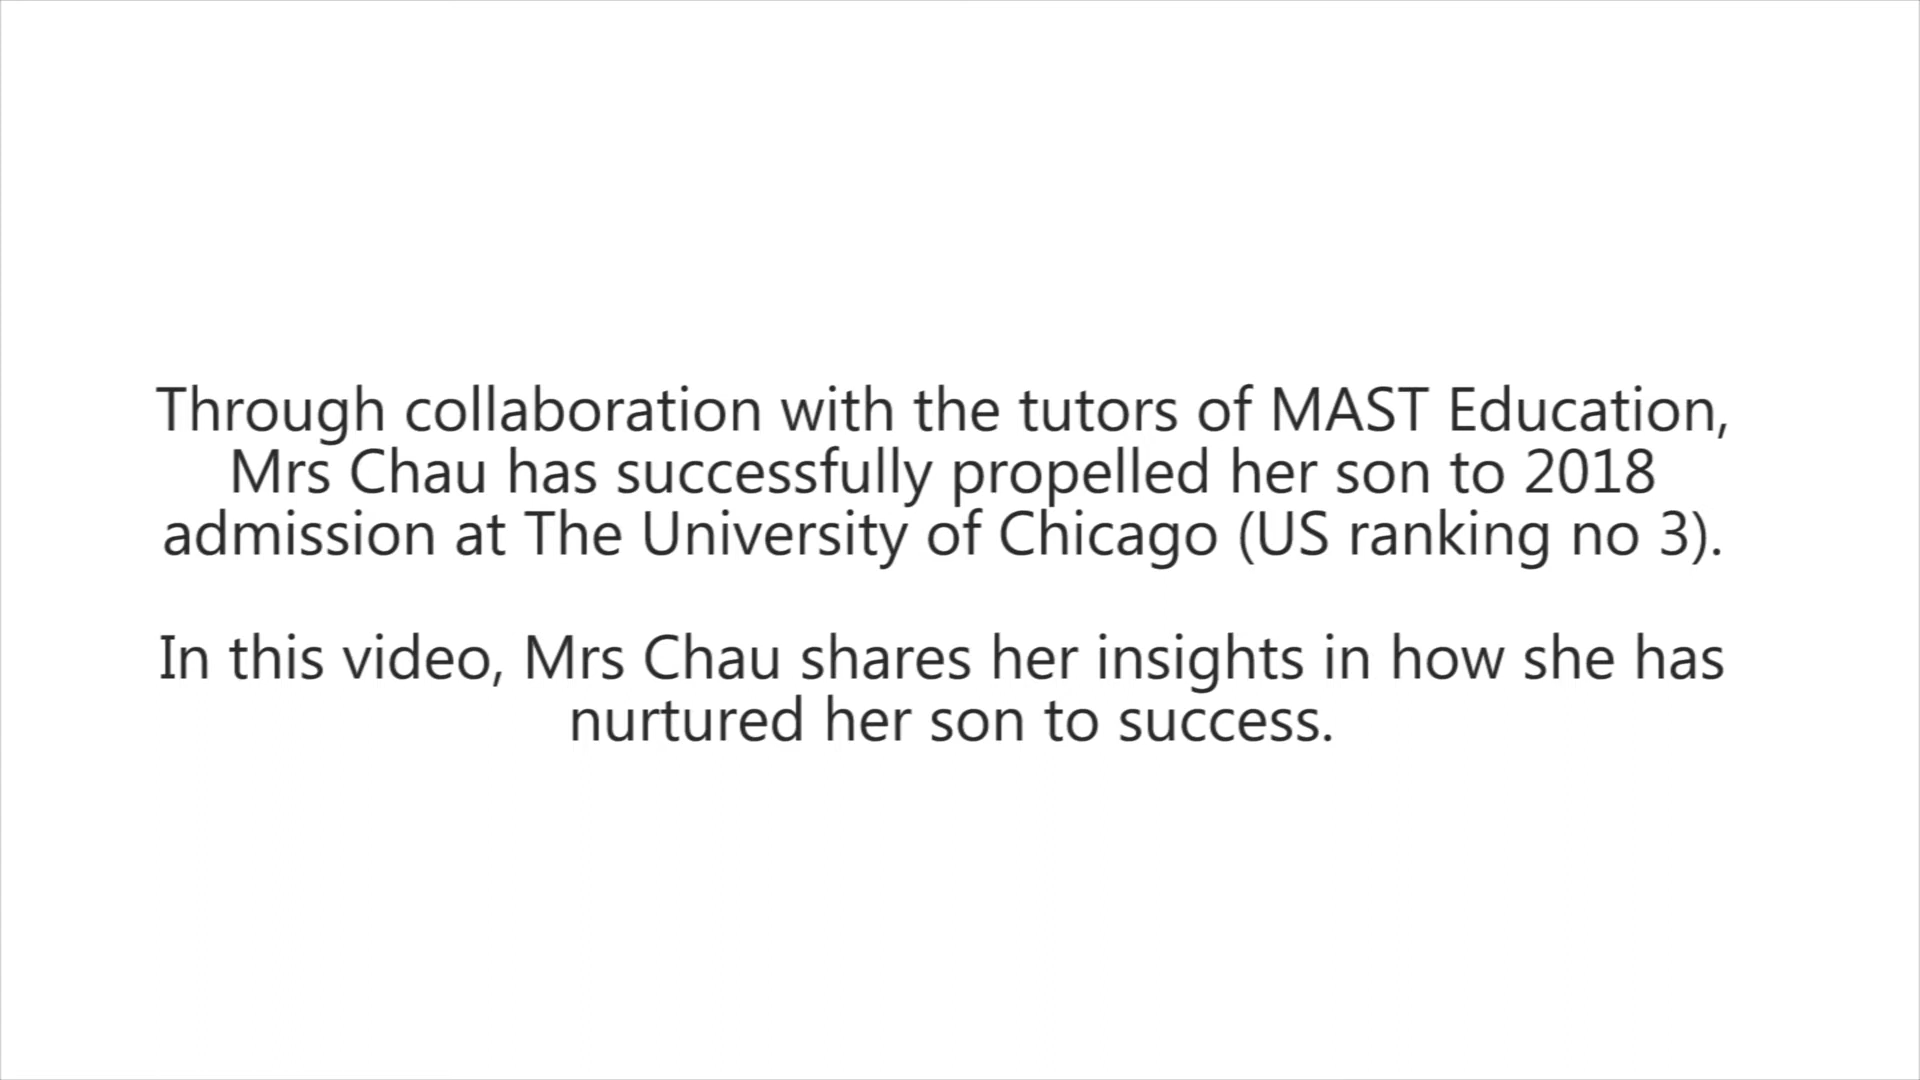 Through collaboration with the tutors of MAST Education,
Mrs Chau has successfully propelled her son to 2018
admission at The University of Chicago (US ranking no 3).
In this video, Mrs Chau shares her insights in how she has
nurtured her son to success.